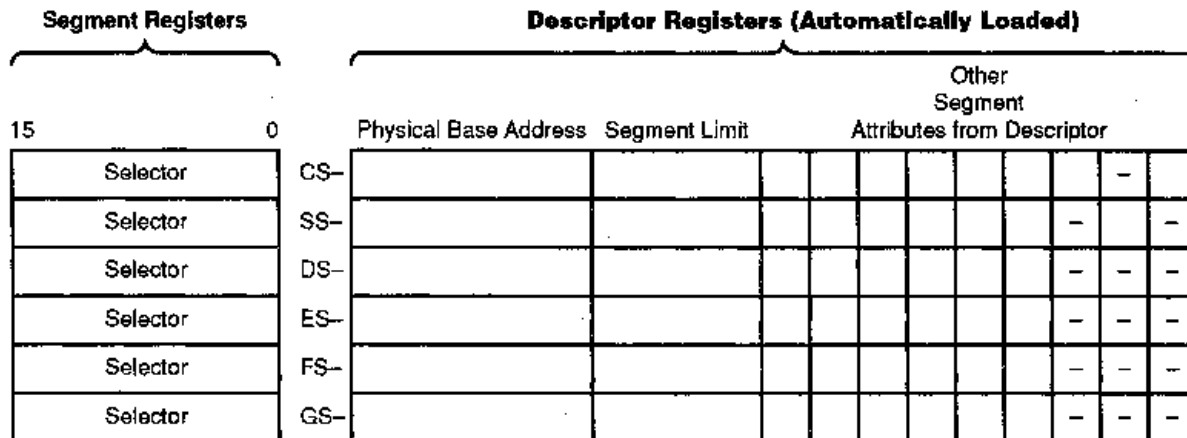 Segment Registers Descriptor Registers (Automatically Loaded)
Other
Segment
15 0 Physical Base Address Segment Limit Attributes from Descriptor
Selector CS– –
Selector SS– – –
Selector DS– – – –
Selector ES– – – –
Selector FS– – – –
Selector GS– – – –